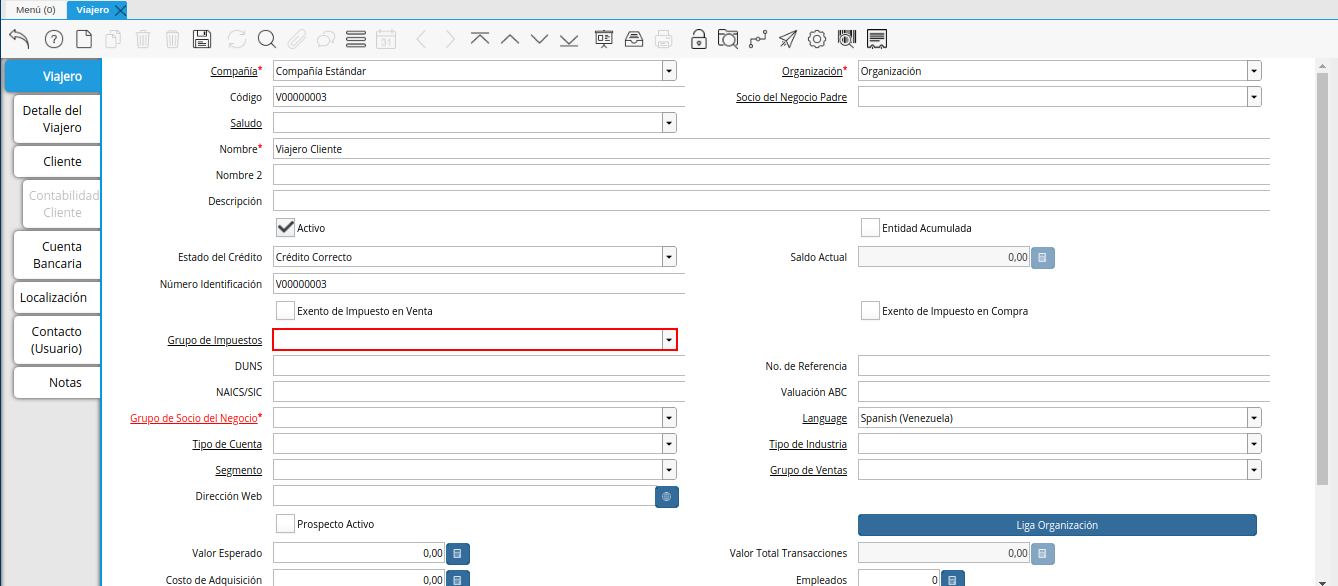 Menú (0)
Viajero
31
Viajero
Detalle del
Viajero
Cliente
Contabilidad
Cliente
Cuenta
Bancaria
Localización
Contacto
(Usuario)
Notas
Compañía* Compañía Estándar
Organización* Organización
Código V00000003
Socio del Negocio Padre
Saludo
Nombre* Viajero Cliente
Nombre 2
Descripción
Activo
Entidad Acumulada
Estado del Crédito Crédito Correcto
Saldo Actual 0,00
Número Identificación V00000003
Exento de Impuesto en Venta
Exento de Impuesto en Compra
Grupo de Impuestos
DUNS
No. de Referencia
NAICS/SIC
Valuación ABC
Grupo de Socio del Negocio*
Language Spanish (Venezuela)
Tipo de Cuenta
Tipo de Industria
Segmento
Grupo de Ventas
Dirección Web
Prospecto Activo
Liga Organización
Valor Esperado 0,00
Valor Total Transacciones 0,00
Costo de Adquisición 0,00
Empleados 0